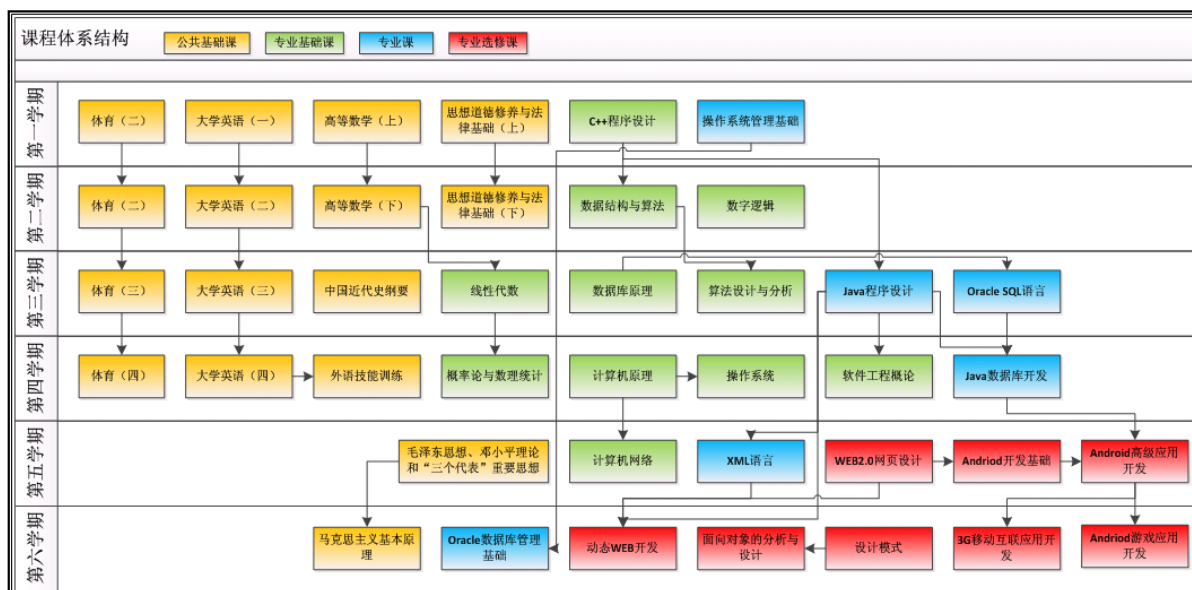 课程体系结构
公共基础课
专业基础课
专业课
专业选修课
第一学期
体育（二）
大学英语（一）
高等数学（上）
思想道德修养与法
律基础（上）
C++程序设计
操作系统管理基础
第二学期
体育（二）
大学英语（二）
高等数学（下）
思想道德修养与法
律基础（下）
数据结构与算法
数字逻辑
第三学期
体育（三）
大学英语（三）
中国近代史纲要
线性代数
数据库原理
算法设计与分析
Java程序设计
Oracle SQL语言
第四学期
体育（四）
大学英语（四）
外语技能训练
概率论与数理统计
计算机原理
操作系统
软件工程概论
Java数据库开发
第五学期
毛泽东思想、邓小平理论
和“三个代表”重要思想
计算机网络
XML语言
WEB2.0网页设计
Andriod开发基础
Android高级应用
开发
第六学期
马克思主义基本原
理
Oracle数据库管理
基础
动态WEB开发
面向对象的分析与
设计
设计模式
3G移动互联应用开
发
Andriod游戏应用
开发